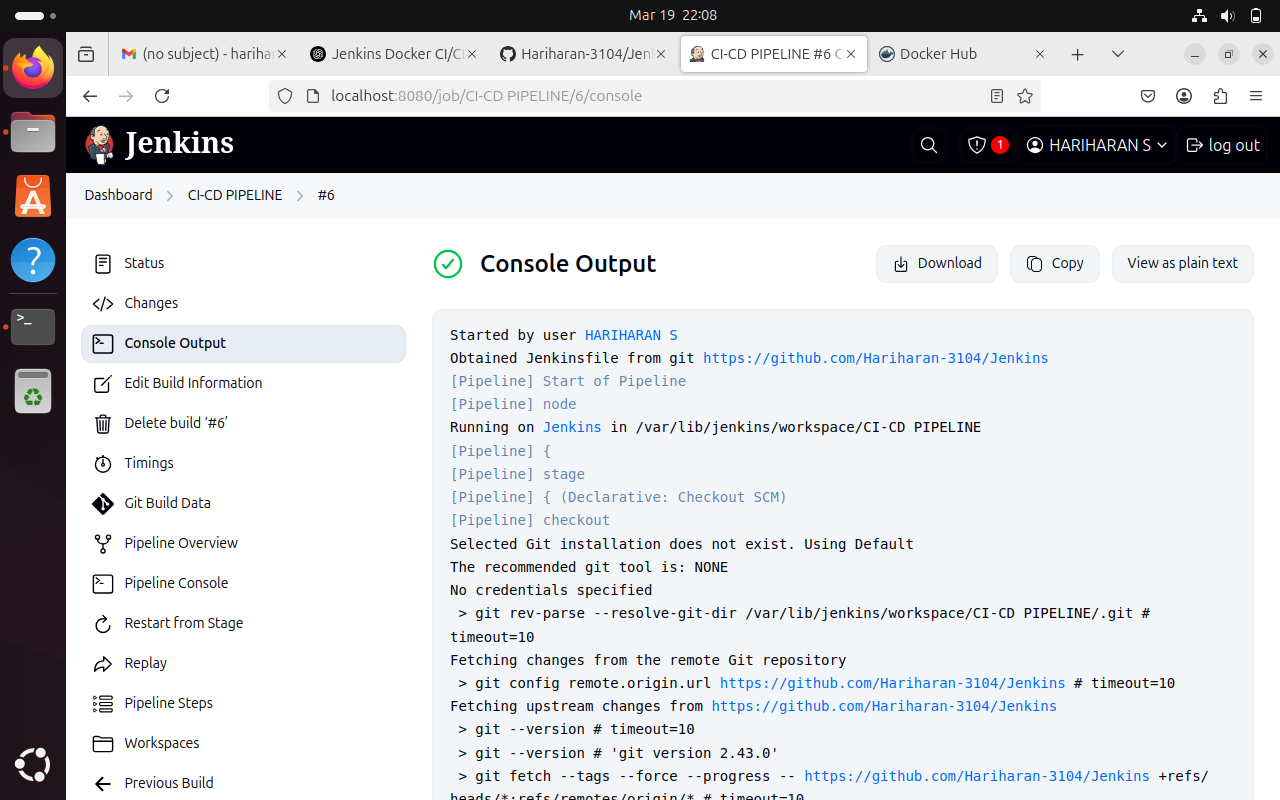 Mar 19 22:08
(no subject) - hariha
Jenkins Docker CI/CD
Hariharan-3104/Jen
CI-CD PIPELINE #6 C
Docker Hub
localhost:8080/job/CI-CD PIPELINE/6/console
Jenkins
1
HARIHARAN S
log out
Dashboard
CI-CD PIPELINE
#6
Status
Changes
Console Output
Edit Build Information
Delete build ‘#6’
Timings
Git Build Data
Pipeline Overview
Pipeline Console
Restart from Stage
Replay
Pipeline Steps
Workspaces
Previous Build
Console Output
Download
Copy
View as plain text
Started by user HARIHARAN S
Obtained Jenkinsfile from git https://github.com/Hariharan-3104/Jenkins
[Pipeline] Start of Pipeline
[Pipeline] node
Running on Jenkins in /var/lib/jenkins/workspace/CI-CD PIPELINE
[Pipeline] {
[Pipeline] stage
[Pipeline] { (Declarative: Checkout SCM)
[Pipeline] checkout
Selected Git installation does not exist. Using Default
The recommended git tool is: NONE
No credentials specified
 > git rev-parse --resolve-git-dir /var/lib/jenkins/workspace/CI-CD PIPELINE/.git #
timeout=10
Fetching changes from the remote Git repository
 > git config remote.origin.url https://github.com/Hariharan-3104/Jenkins # timeout=10
Fetching upstream changes from https://github.com/Hariharan-3104/Jenkins
 > git --version # timeout=10
 > git --version # 'git version 2.43.0'
 > git fetch --tags --force --progress -- https://github.com/Hariharan-3104/Jenkins +refs/
heads/*:refs/remotes/origin/* # timeout=10